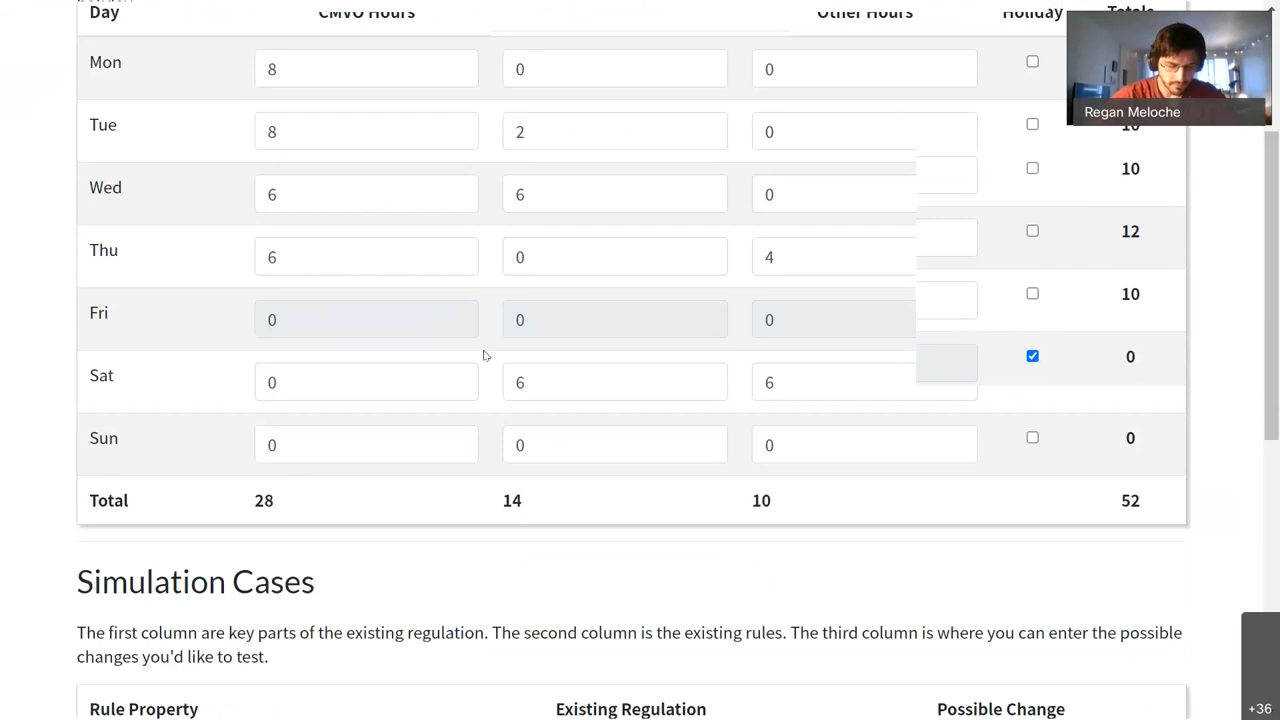 Day CMVO Hours Other Hours Holiday Totals
Mon 8 0 0
Regan Meloche
Tue 8 2 0 10
10
Wed 6 6 0
12
Thu 6 0 4
10
Fri 0 0 0
0
Sat 0 6 6
Sun 0 0 0 0
Total 28 14 10 52
Simulation Cases
The first column are key parts of the existing regulation. The second column is the existing rules. The third column is where you can enter the possible
changes you'd like to test.
Rule Property Existing Regulation Possible Change
+36